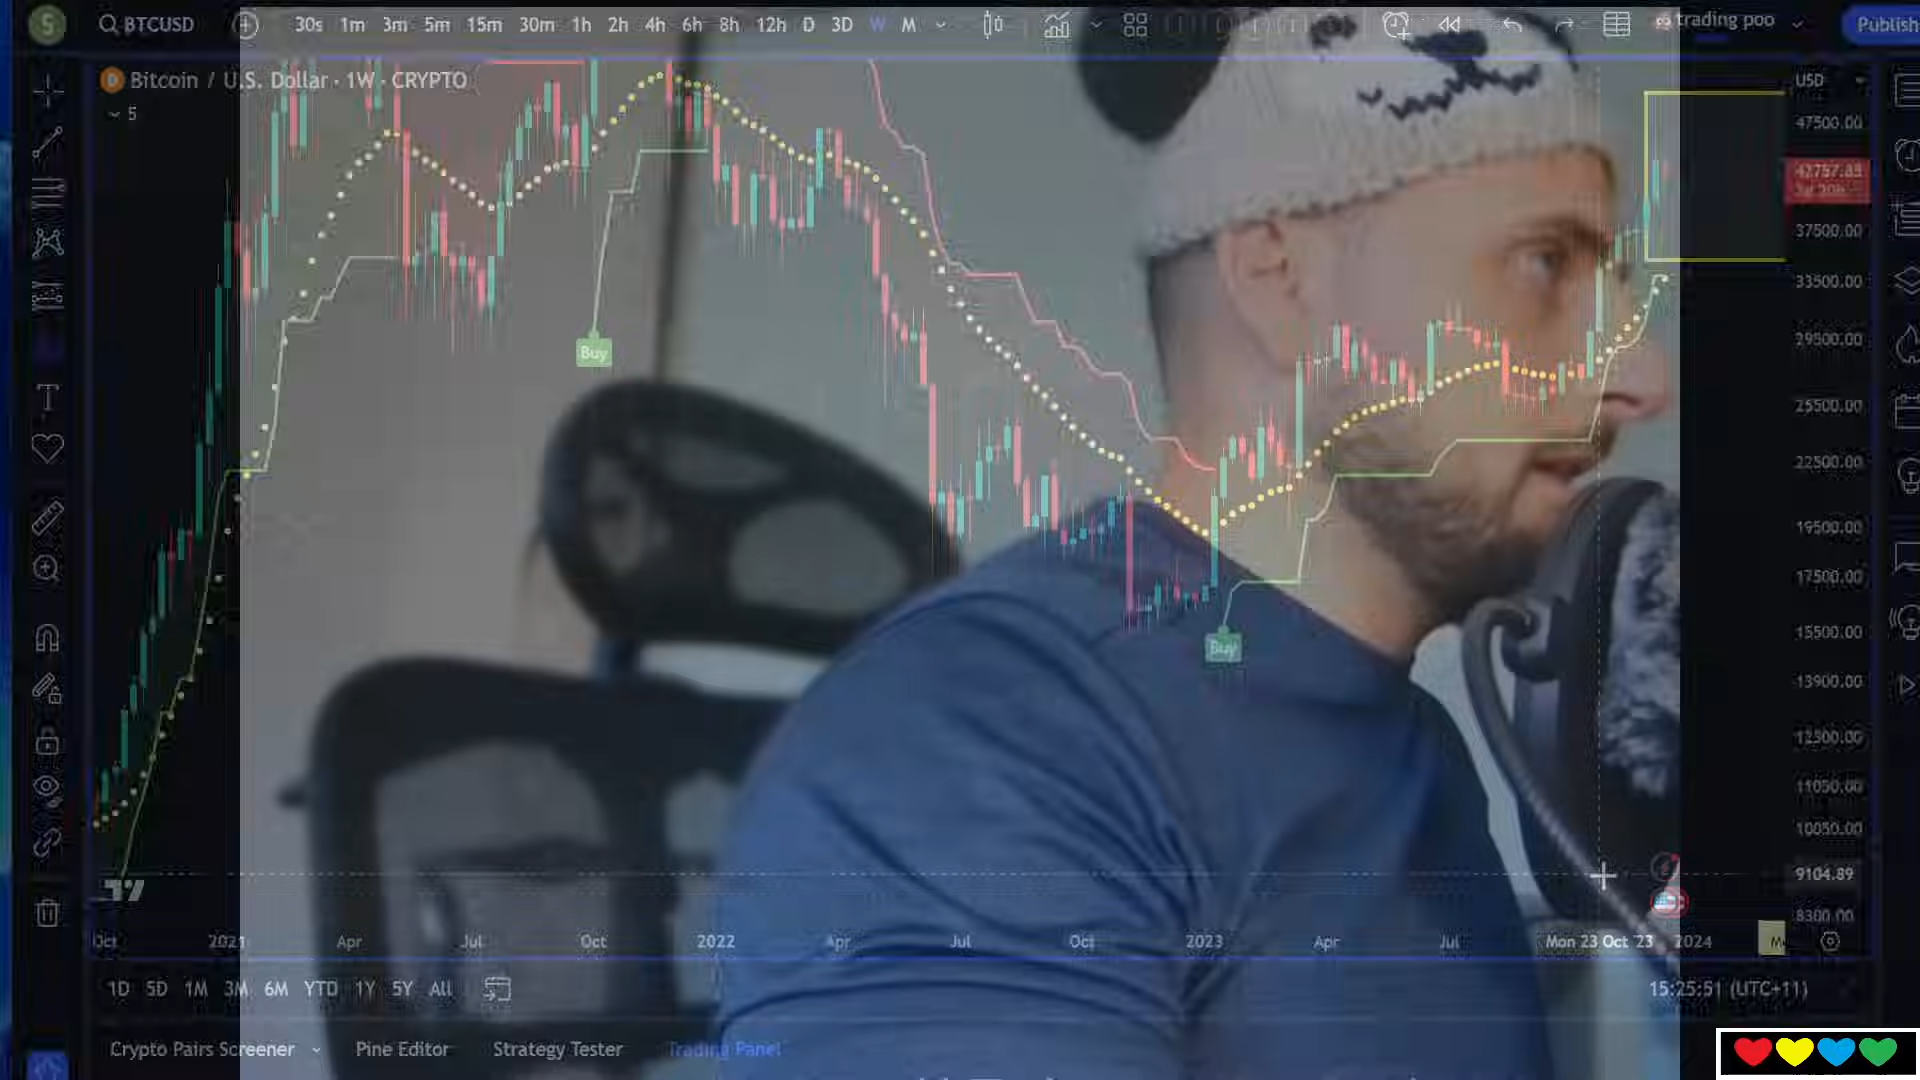 S BTCUSD 30s 1m 3m 5m 15m 30m 1h 2h 4h 6h 8h 12h D 3D W M trading poo Publish
Bitcoin / U.S. Dollar · 1W · CRYPTO
USD
5
47500.00
42757.83
37500.00
33500.00
29500.00
25500.00
22500.00
19500.00
17500.00
15500.00
13900.00
12300.00
11050.00
10050.00
9104.89
8300.00
Buy
Buy
Oct 2021 Apr Jul Oct 2022 Apr Jul Oct 2023 Apr Jul Mon 23 Oct '23 2024
1D 5D 1M 3M 6M YTD 1Y 5Y All
15:25:51 (UTC+11)
Crypto Pairs Screener Pine Editor Strategy Tester Trading Panel